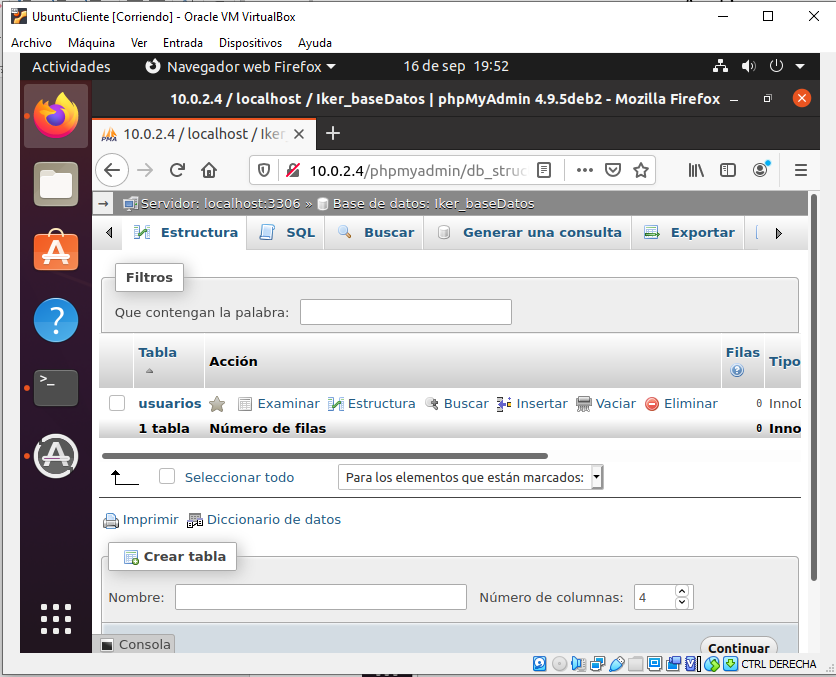 UbuntuCliente [Corriendo] - Oracle VM VirtualBox
Archivo Máquina Ver Entrada Dispositivos Ayuda
Actividades Navegador web Firefox 16 de sep 19:52
10.0.2.4 / localhost / Iker_baseDatos | phpMyAdmin 4.9.5deb2 - Mozilla Firefox
PMA 10.0.2.4 / localhost / Iker
10.0.2.4/phpmyadmin/db_struc
Servidor: localhost:3306 » Base de datos: Iker_baseDatos
Estructura SQL Buscar Generar una consulta Exportar
Filtros
Que contengan la palabra:
Tabla Acción Filas Tipo
usuarios Examinar Estructura Buscar Insertar Vaciar Eliminar 0 InnoD
1 tabla Número de filas 0 Inno
Seleccionar todo Para los elementos que están marcados:
Imprimir Diccionario de datos
Crear tabla
Nombre: Número de columnas: 4
Consola Continuar
CTRL DERECHA